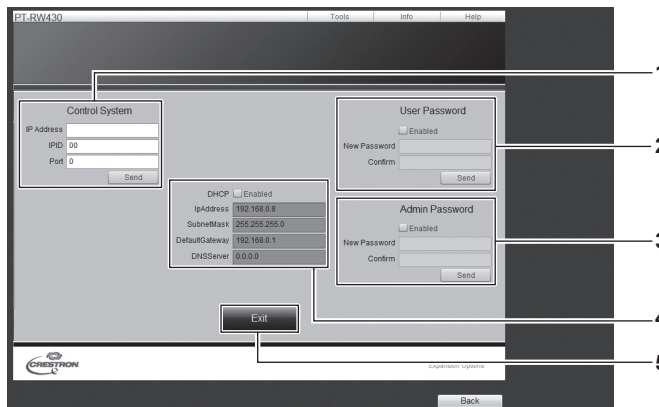 PT-RW430
Tools Info Help
1
Control System
IP Address
IPID 00
Port 0
Send
User Password
Enabled
New Password
Confirm
Send
2
DHCP Enabled
IpAddress 192.168.0.8
SubnetMask 255.255.255.0
DefaultGateway 192.168.0.1
DNSServer 0.0.0.0
Admin Password
Enabled
New Password
Confirm
Send
3
4
Exit
5
CRESTRON
Expansion Options
Back